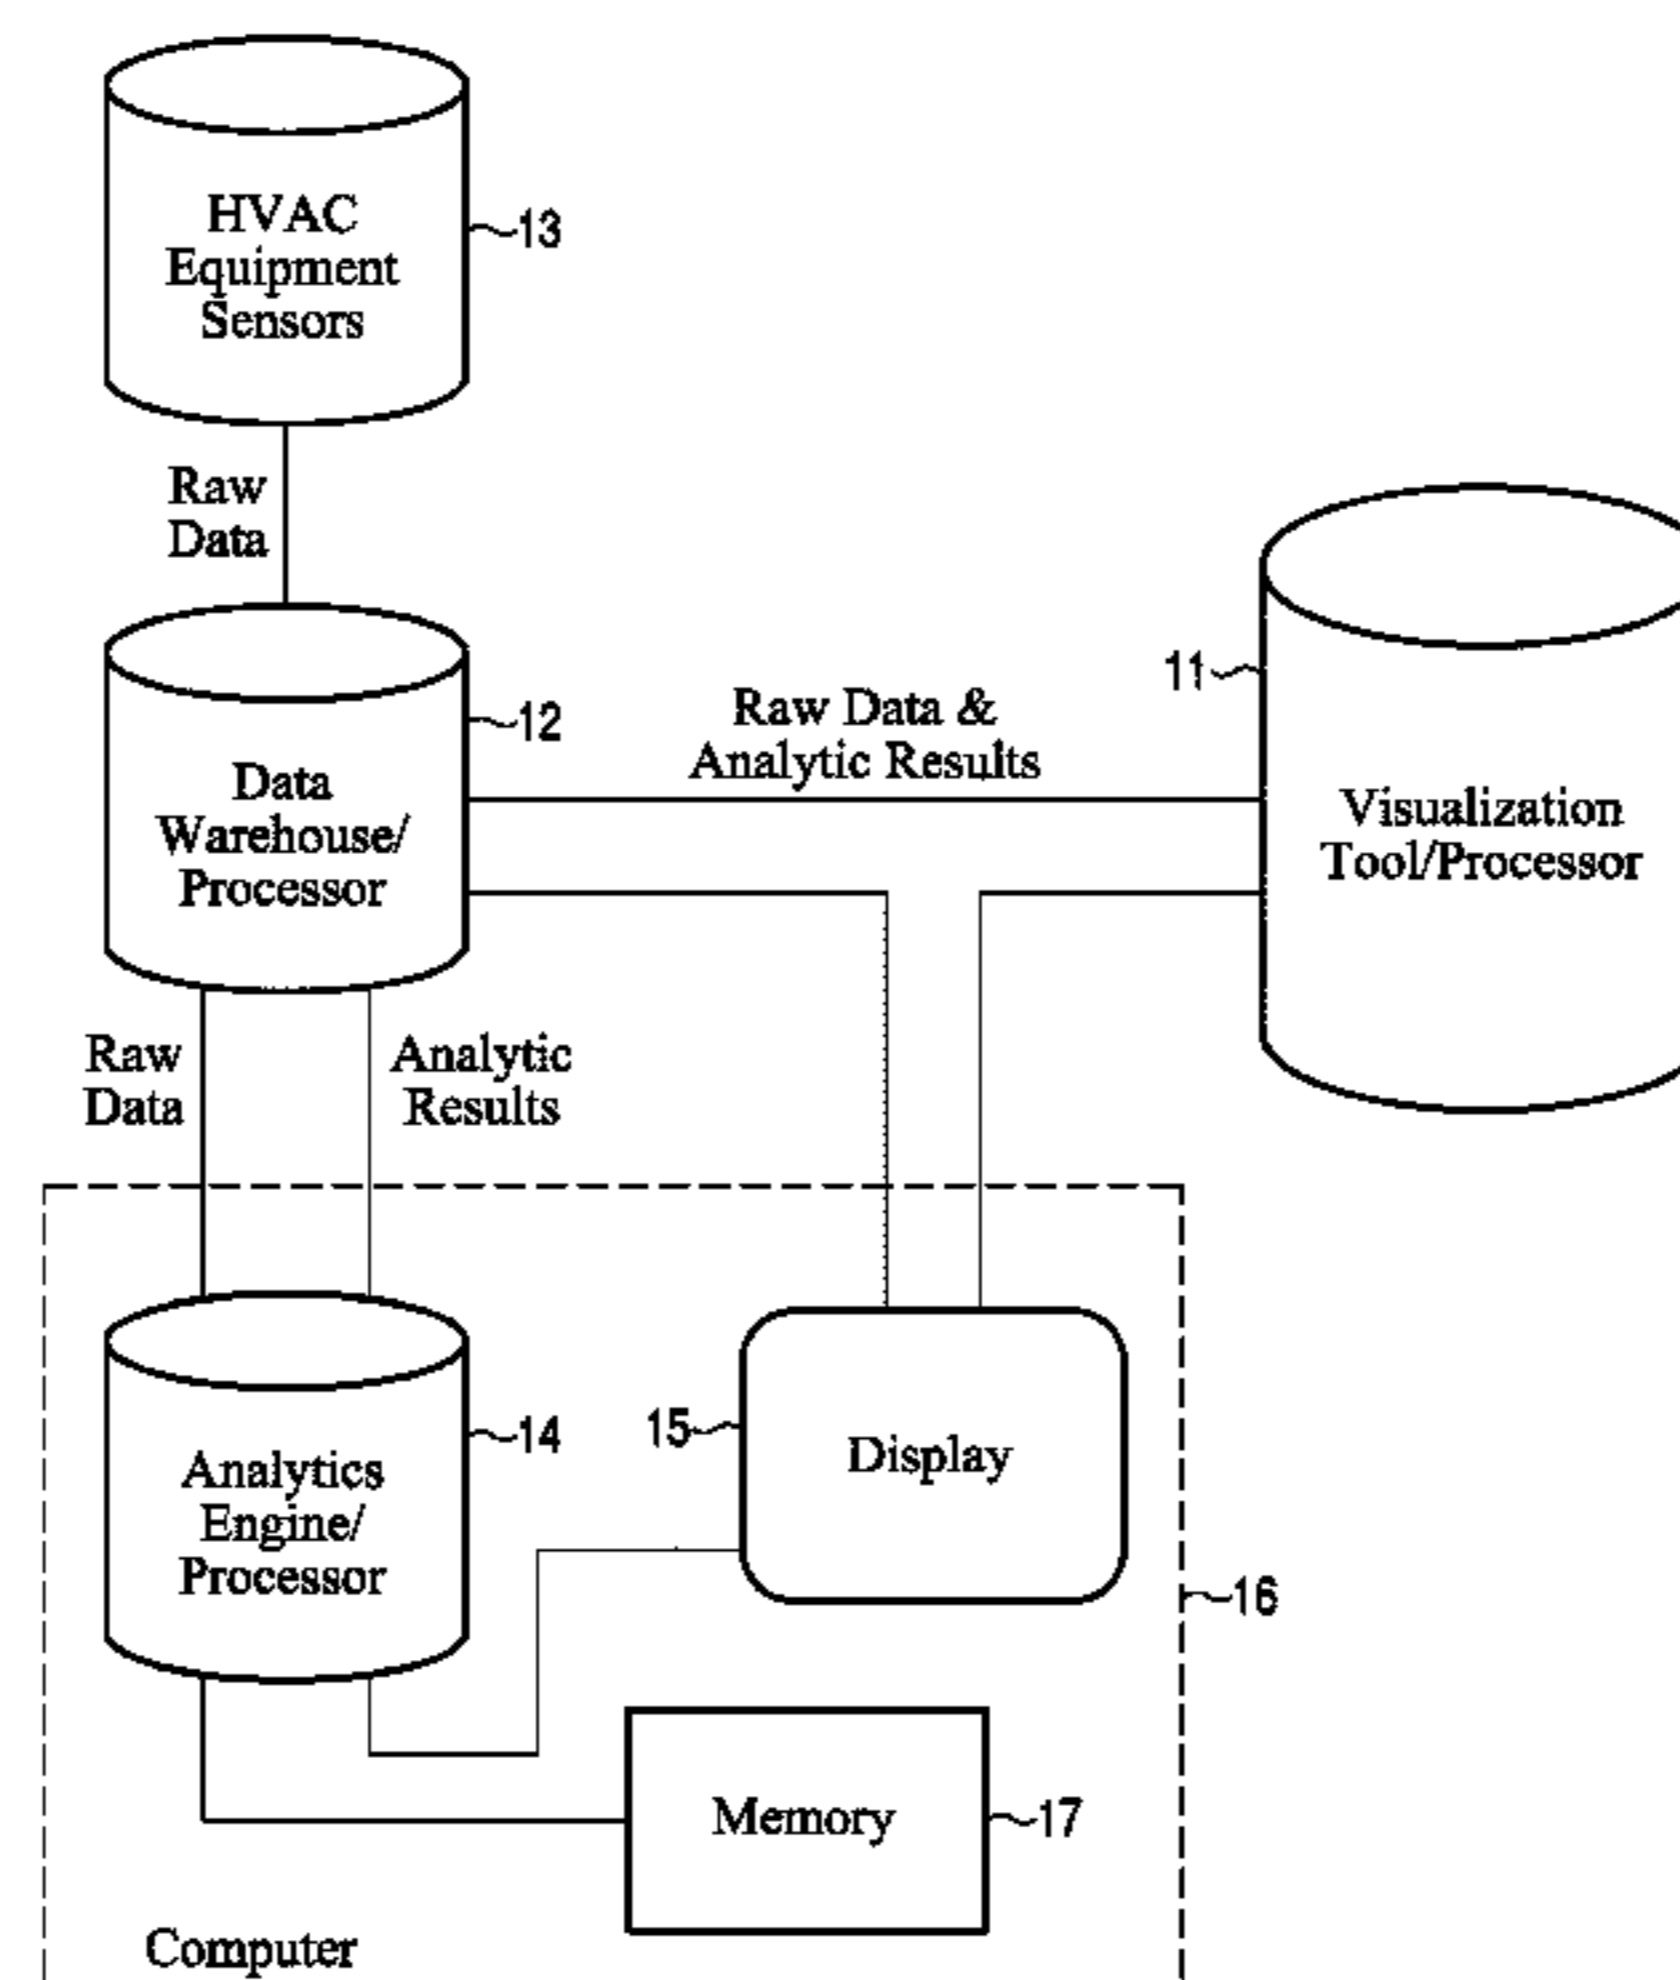 HVAC
Equipment
Sensors
13
Raw
Data
12
Data
Warehouse/
Processor
Raw Data &
Analytic Results
11
Visualization
Tool/Processor
Raw
Data
Analytic
Results
14
Analytics
Engine/
Processor
15
Display
16
Memory
17
Computer